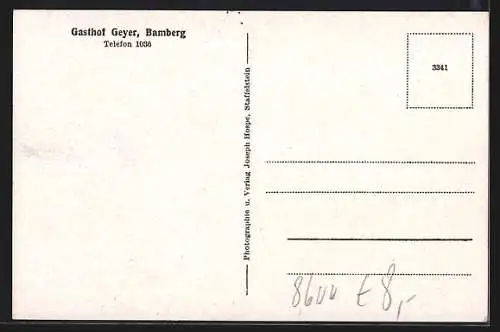 Gasthof Geyer, Bamberg
Telefon 1036
Photographie u. Verlag Joseph Hospe, Staffelstein
3341
8600 € 8,-